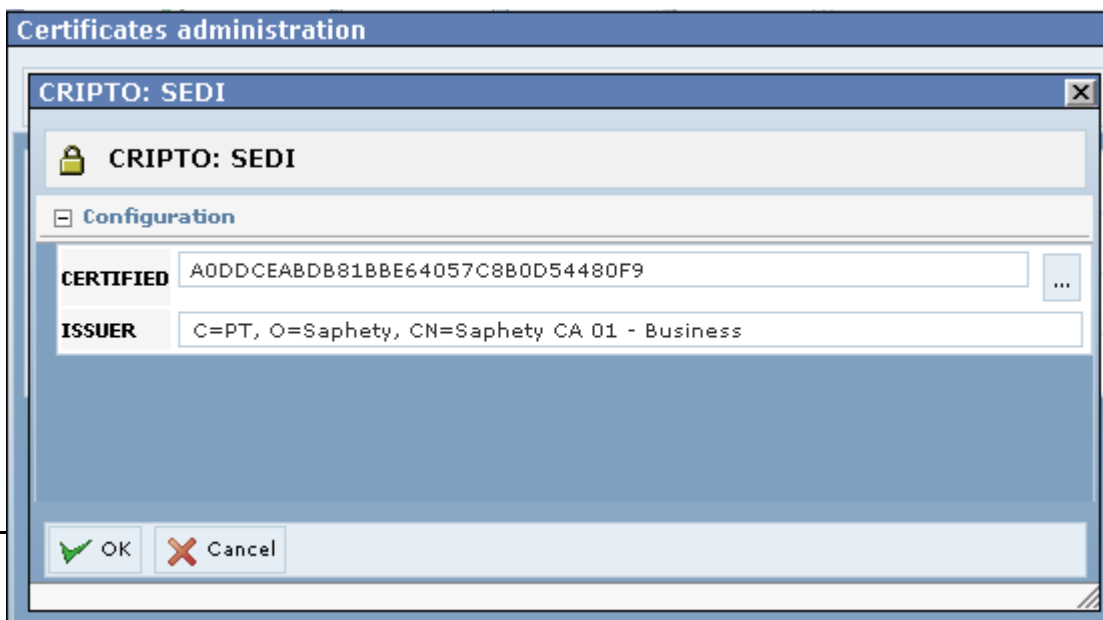 Certificates administration
CRIPTO: SEDI
CRIPTO: SEDI
Configuration
CERTIFIED A0DDCEABDB81BBE64057C8B0D54480F9 ...
ISSUER C=PT, O=Saphety, CN=Saphety CA 01 - Business
OK Cancel